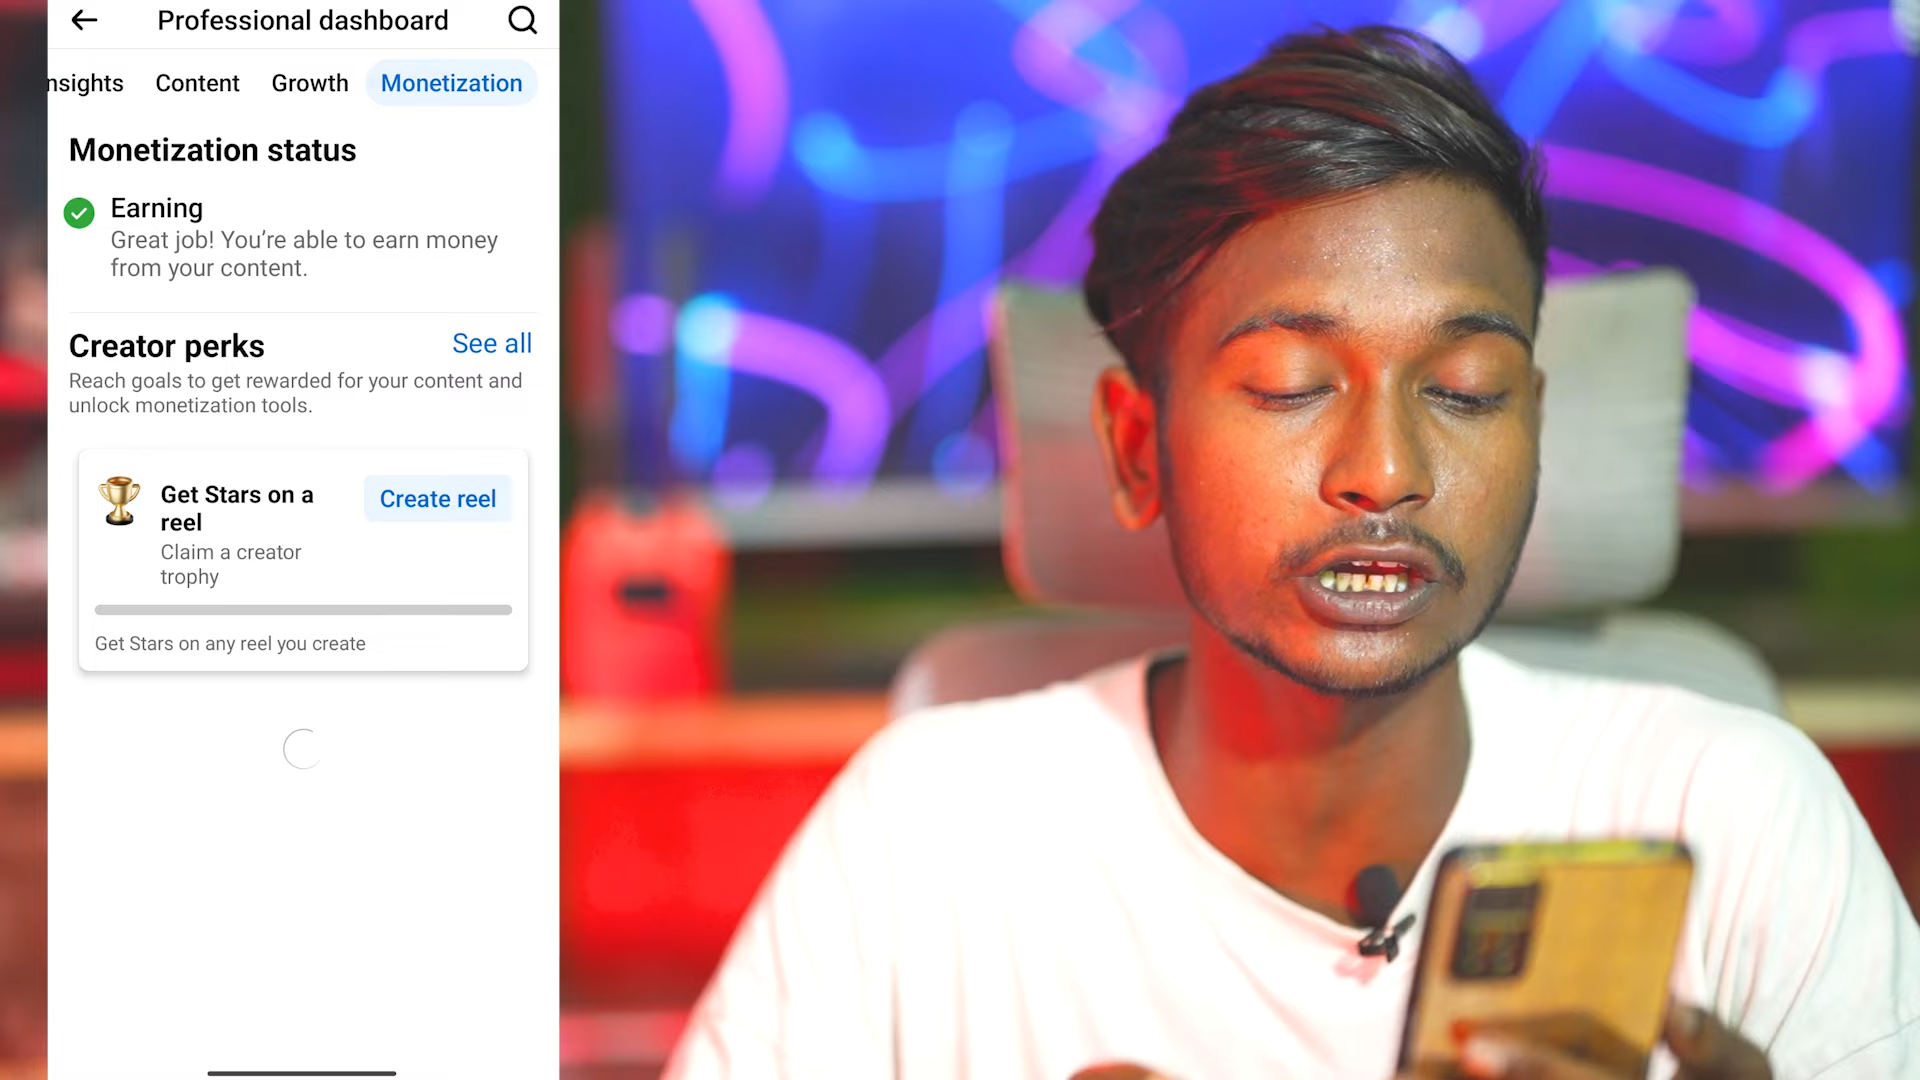 Professional dashboard
nsights Content Growth Monetization
Monetization status
Earning
Great job! You’re able to earn money
from your content.
Creator perks See all
Reach goals to get rewarded for your content and
unlock monetization tools.
Get Stars on a
reel
Create reel
Claim a creator
trophy
Get Stars on any reel you create